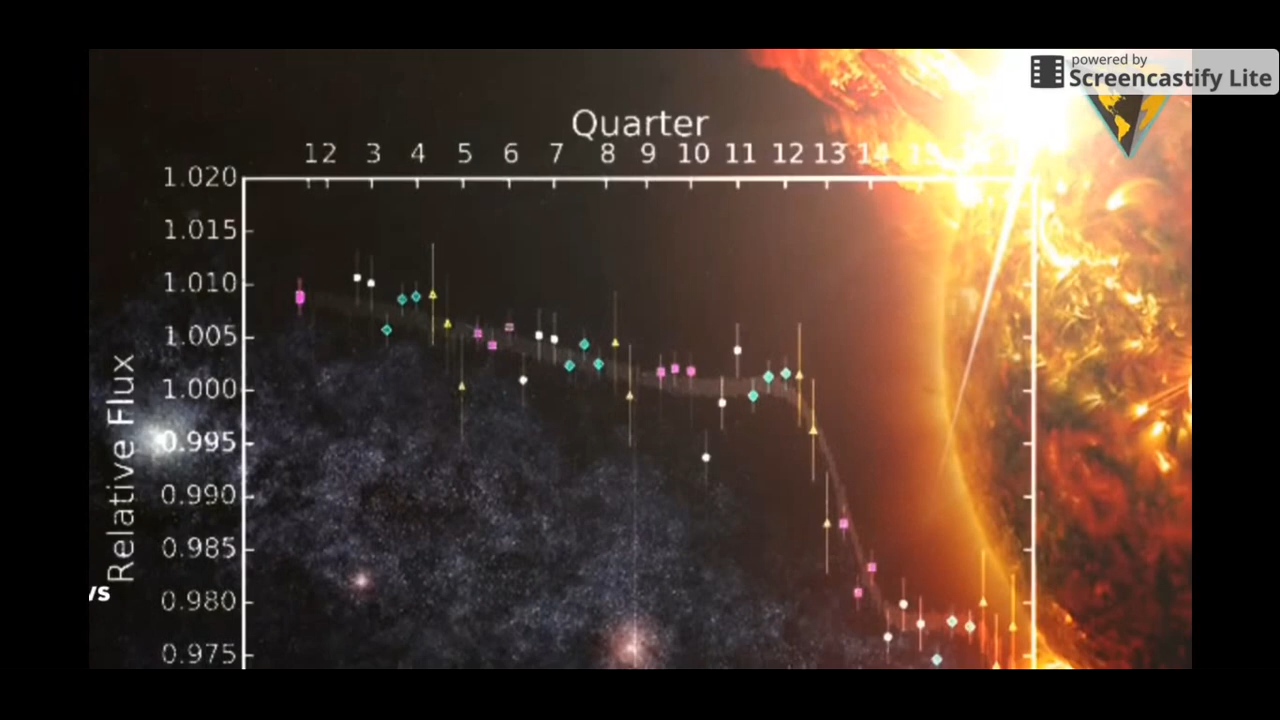 powered by
Screencastify Lite
Quarter
12 3 4 5 6 7 8 9 10 11 12 13 14 15
1.020
1.015
1.010
1.005
1.000
0.995
0.990
0.985
0.980
0.975
Relative Flux
vs